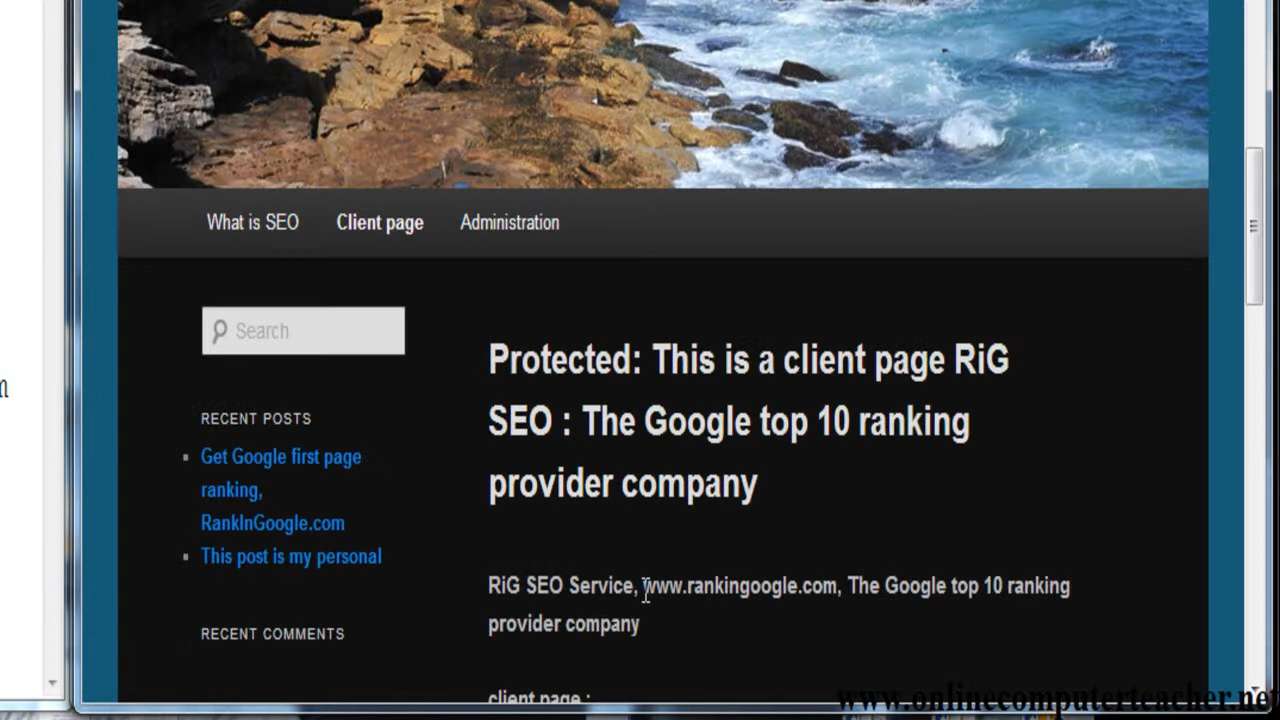 What is SEO Client page Administration
Search
RECENT POSTS
Get Google first page
ranking,
RankInGoogle.com
This post is my personal
RECENT COMMENTS
Protected: This is a client page RiG
SEO : The Google top 10 ranking
provider company
RiG SEO Service, www.rankingoogle.com, The Google top 10 ranking
provider company
client page :
www.onlinecomputerteacher.net